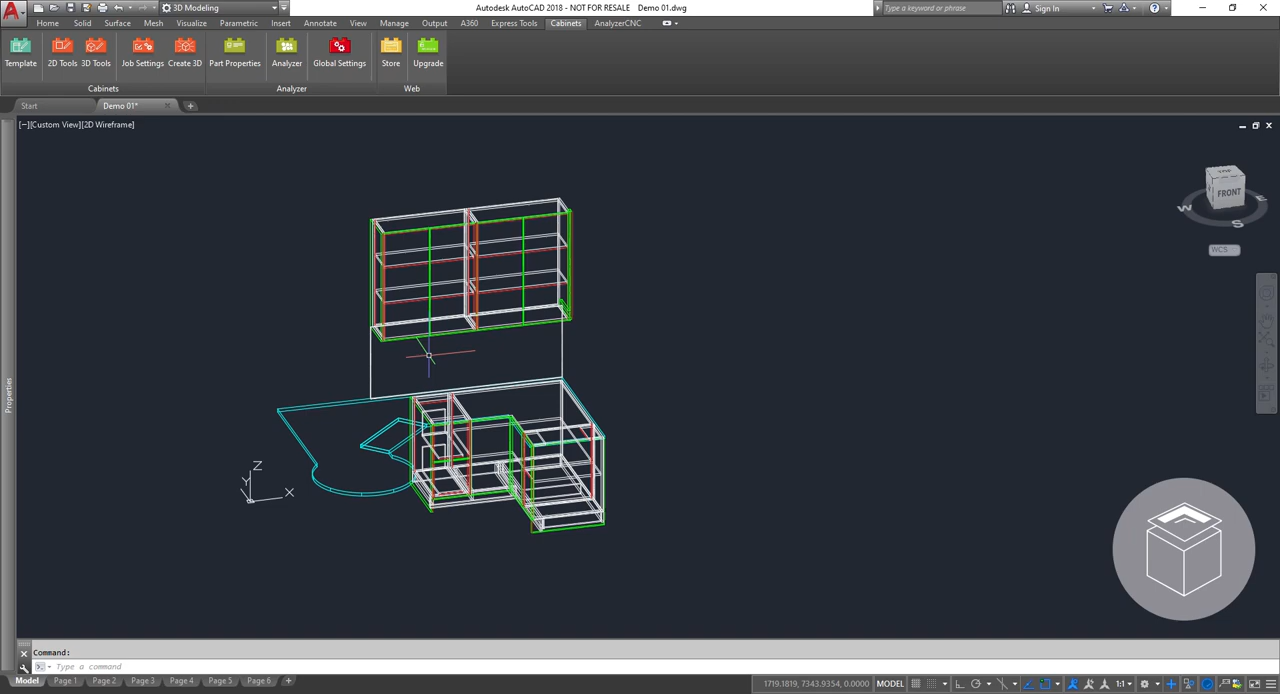 3D Modeling
Autodesk AutoCAD 2018 - NOT FOR RESALE Demo 01.dwg
Type a keyword or phrase
Sign In
Home Solid Surface Mesh Visualize Parametric Insert Annotate View Manage Output A360 Express Tools Cabinets AnalyzerCNC
Template 2D Tools 3D Tools Job Settings Create 3D Part Properties Analyzer Global Settings Store Upgrade
Cabinets Analyzer Web
Start Demo 01* +
[−][Custom View][2D Wireframe]
TOP
FRONT
W E
S
WCS
Properties
Z
Y
X
Command:
Type a command
Model Page 1 Page 2 Page 3 Page 4 Page 5 Page 6 +
1719.1819, 7343.9354, 0.0000 MODEL 1:1